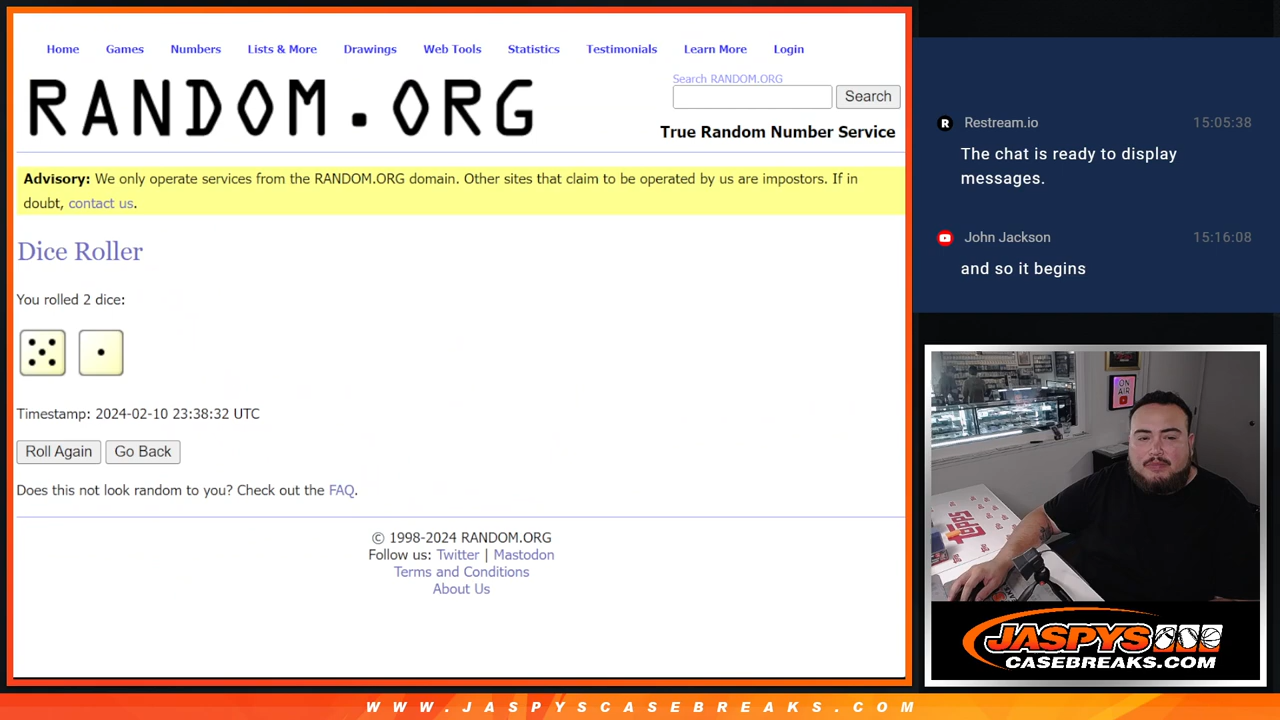 Home Games Numbers Lists & More Drawings Web Tools Statistics Testimonials Learn More Login
RANDOM.ORG
Search RANDOM.ORG
Search
True Random Number Service
Advisory: We only operate services from the RANDOM.ORG domain. Other sites that claim to be operated by us are impostors. If in
doubt, contact us.
Dice Roller
You rolled 2 dice:
Timestamp: 2024-02-10 23:38:32 UTC
Roll Again Go Back
Does this not look random to you? Check out the FAQ.
© 1998-2024 RANDOM.ORG
Follow us: Twitter | Mastodon
Terms and Conditions
About Us
R Restream.io 15:05:38
The chat is ready to display
messages.
John Jackson 15:16:08
and so it begins
ON
AIR
topps
JASPYS
CASEBREAKS.COM
WWW.JASPYSCASEBREAKS.COM